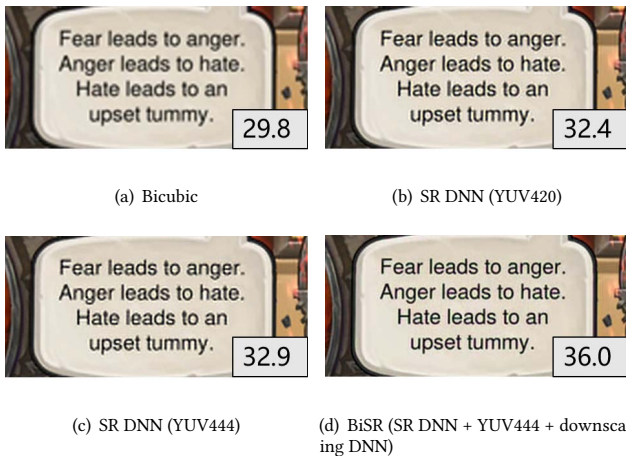 Fear leads to anger.
Anger leads to hate.
Hate leads to an
upset tummy.
29.8
Fear leads to anger.
Anger leads to hate.
Hate leads to an
upset tummy.
32.4
(a) Bicubic
(b) SR DNN (YUV420)
Fear leads to anger.
Anger leads to hate.
Hate leads to an
upset tummy.
32.9
Fear leads to anger.
Anger leads to hate.
Hate leads to an
upset tummy.
36.0
(c) SR DNN (YUV444)
(d) BiSR (SR DNN + YUV444 + downsca
ing DNN)